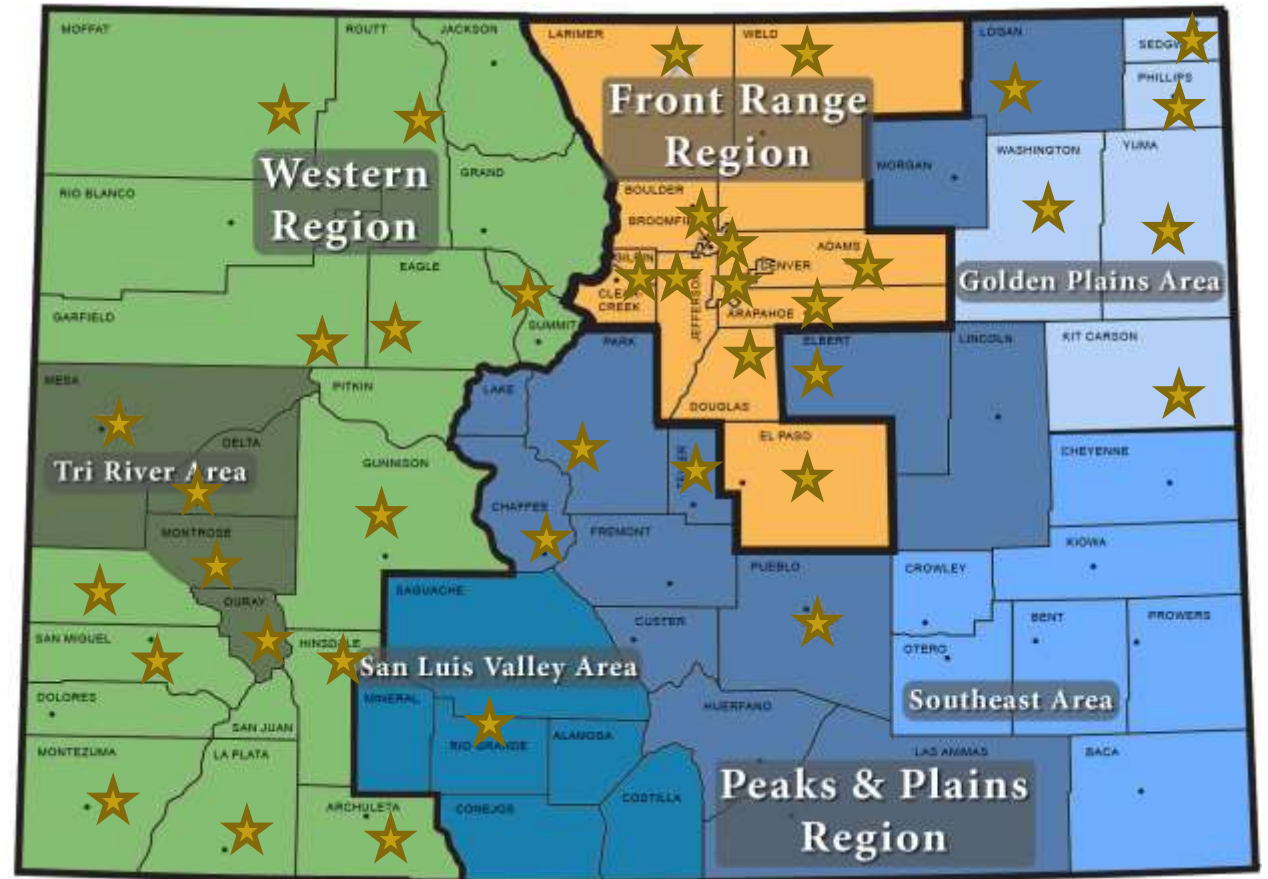 MOFFAT
ROUTT
JACKSON
LARIMER
WELD
LOGAN
SEDGW
PHILLIPS
Front Range
Region
Western
Region
RIO BLANCO
GRAND
MORGAN
WASHINGTON
YUMA
BOULDER
BROOMFI
GILPIN
ADAMS
DENVER
EAGLE
CLEAR
CREEK
JEFFERSON
ARAPAHOE
Golden Plains Area
GARFIELD
SUMMIT
PARK
ELBERT
LINCOLN
KIT CARSON
MESA
PITKIN
LAKE
DOUGLAS
DELTA
EL PASO
Tri River Area
GUNNISON
CHEYENNE
CHAFFEE
MONTROSE
FREMONT
KIOWA
PUEBLO
CROWLEY
SAGUACHE
OURAY
CUSTER
BENT
PROWERS
SAN MIGUEL
HINSDALE
OTERO
San Luis Valley Area
DOLORES
MINERAL
HUERFANO
Southeast Area
SAN JUAN
RIO GRANDE
ALAMOSA
MONTEZUMA
LA PLATA
LAS ANIMAS
BACA
Peaks & Plains
Region
ARCHULETA
CONEJOS
COSTILLA